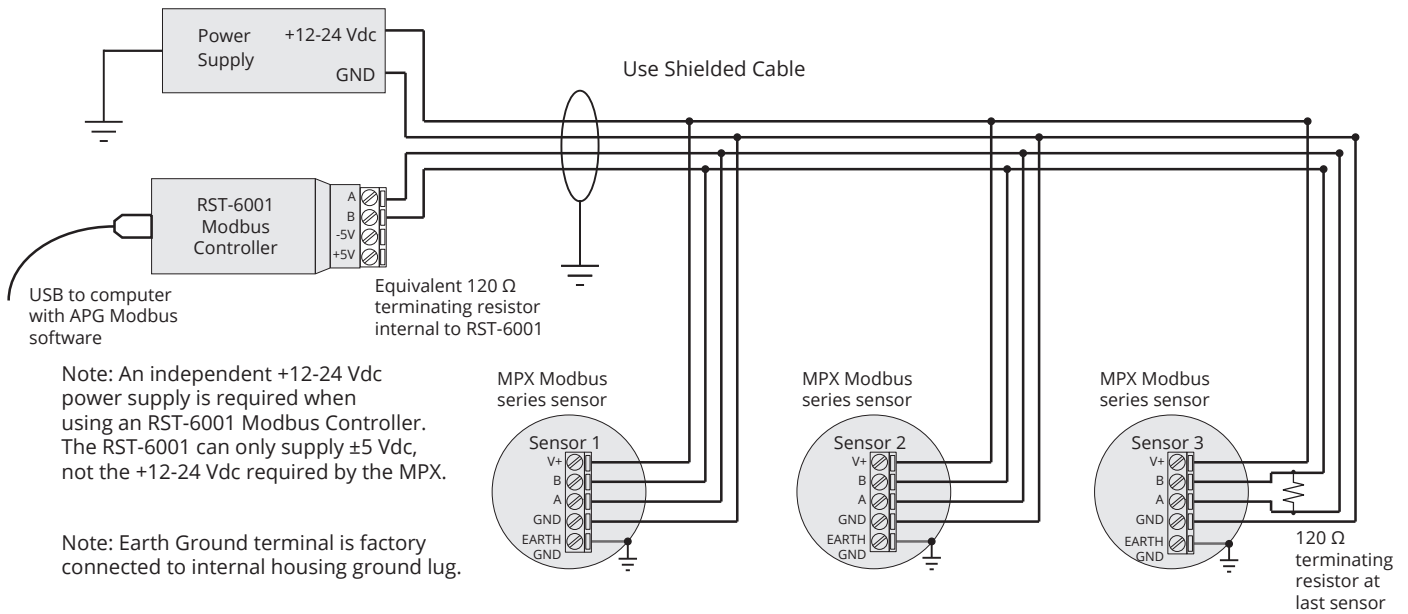 Power
Supply
+12-24 Vdc
GND
Use Shielded Cable
RST-6001
Modbus
Controller
A
B
-5V
+5V
USB to computer
with APG Modbus
software
Equivalent 120 Ω
terminating resistor
internal to RST-6001
Note: An independent +12-24 Vdc
power supply is required when
using an RST-6001 Modbus Controller.
The RST-6001 can only supply ±5 Vdc,
not the +12-24 Vdc required by the MPX.
Note: Earth Ground terminal is factory
connected to internal housing ground lug.
MPX Modbus
series sensor
Sensor 1
V+
B
A
GND
EARTH
GND
MPX Modbus
series sensor
Sensor 2
V+
B
A
GND
EARTH
GND
MPX Modbus
series sensor
Sensor 3
V+
B
A
GND
EARTH
GND
120 Ω
terminating
resistor at
last sensor